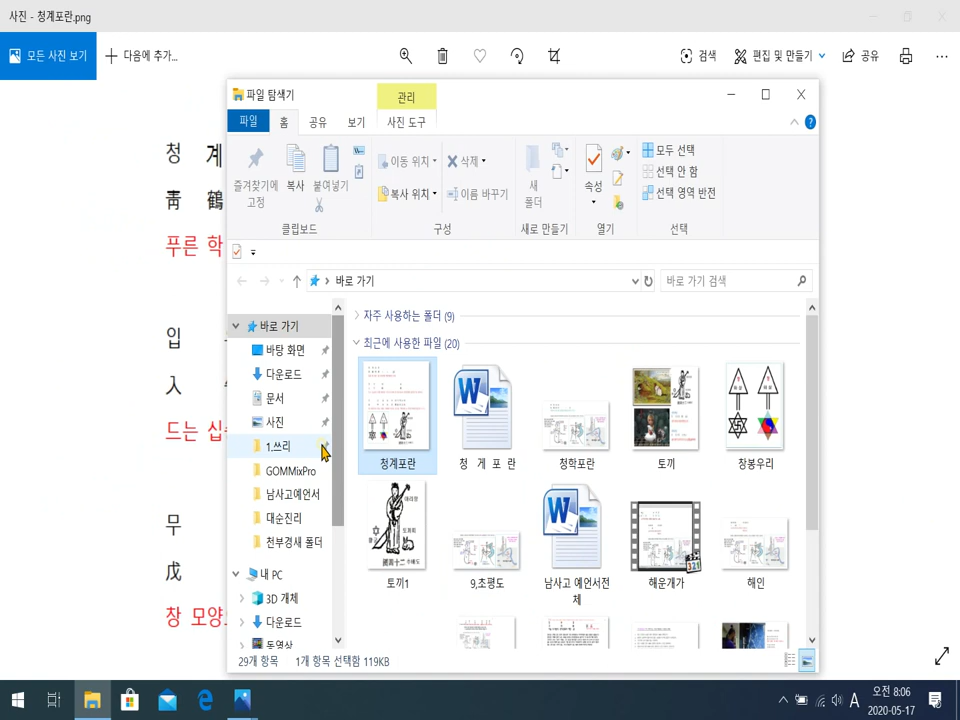 사진 - 청계포란.png
모든 사진 보기
다음에 추가...
검색
편집 및 만들기
공유
청 계
靑 鶴
푸른 학
입
入
드는 십
무
戊
창 모양
파일 탐색기
관리
파일
홈
공유
보기
사진 도구
즐겨찾기에 고정
복사
붙여넣기
이동 위치
복사 위치
삭제
이름 바꾸기
새 폴더
속성
모두 선택
선택 안 함
선택 영역 반전
클립보드
구성
새로 만들기
열기
선택
바로 가기
바로 가기 검색
바로 가기
바탕 화면
다운로드
문서
사진
1.쓰리
GOMMixPro
남사고예언서
대순진리
천부경새 폴더
내 PC
3D 개체
다운로드
동영상
자주 사용하는 폴더 (9)
최근에 사용한 파일 (20)
청계포란
청 게 포 란
청학포란
토끼
창봉우리
토끼1
9,초평도
남사고 예언서전체
해운개가
해인
29개 항목
1개 항목 선택함 119KB
A
오전 8:06
2020-05-17